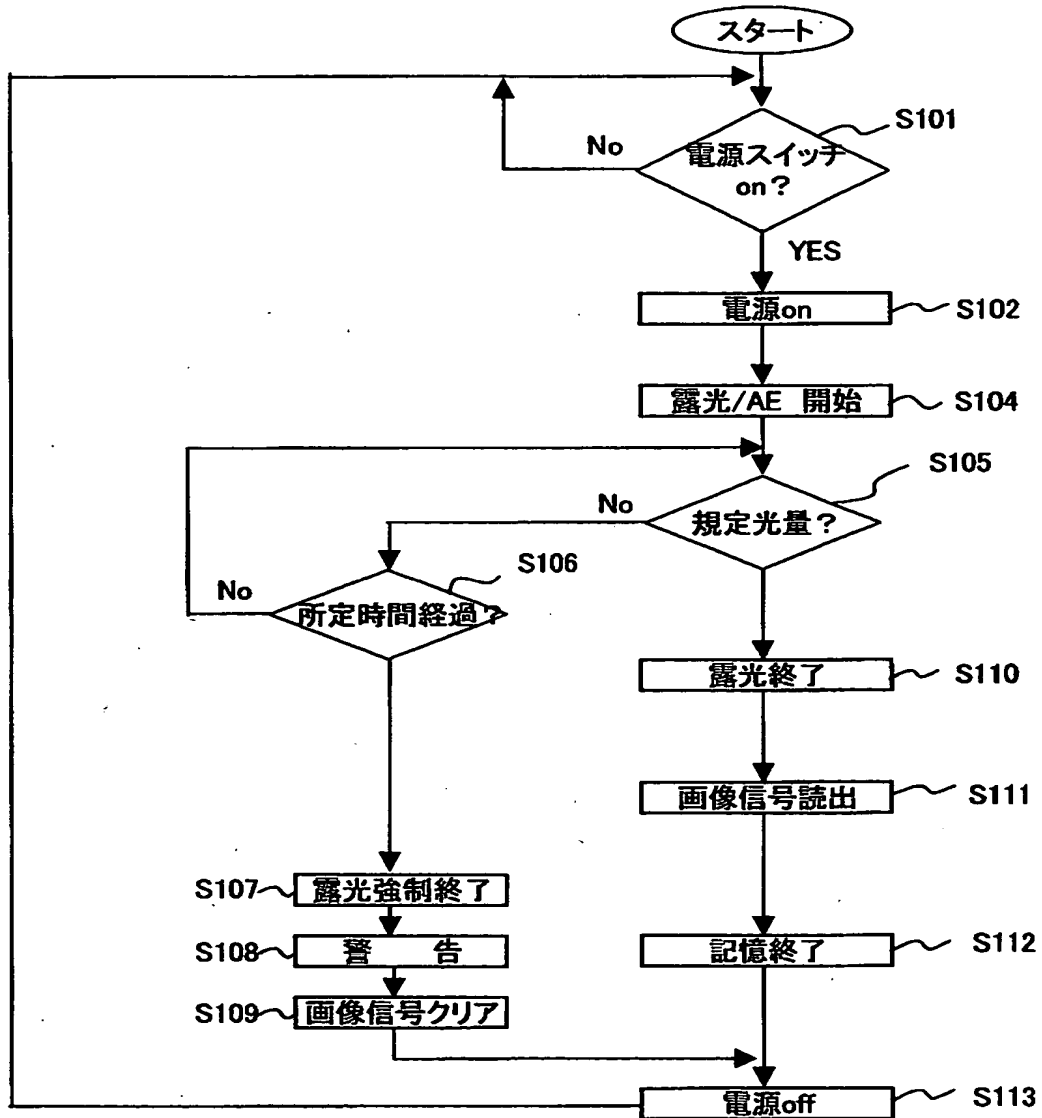 スタート
S101
No
電源スイッチ
on?
YES
電源on
S102
露光/AE 開始
S104
S105
No
規定光量?
S106
No
所定時間経過?
露光終了
S110
画像信号読出
S111
S107
露光強制終了
S108
警 告
記憶終了
S112
S109
画像信号クリア
電源off
S113